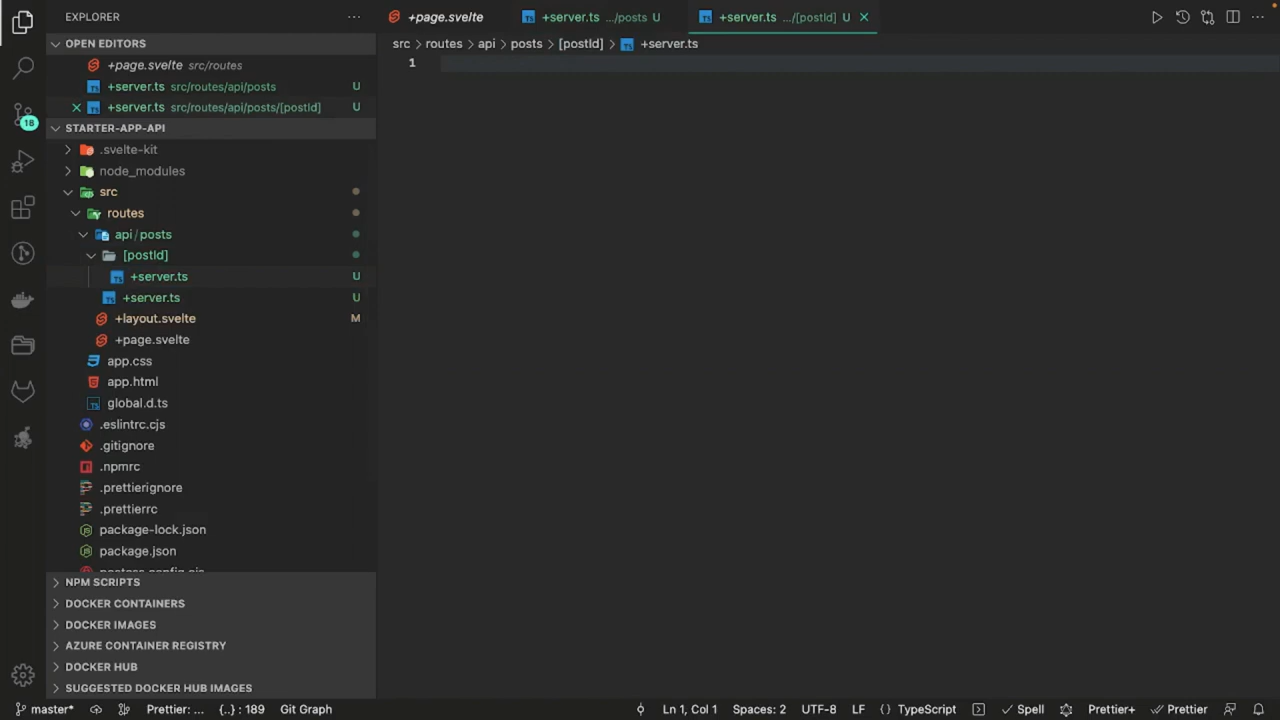 EXPLORER
OPEN EDITORS
+page.svelte src/routes
+server.ts src/routes/api/posts U
+server.ts src/routes/api/posts/[postId] U
STARTER-APP-API
.svelte-kit
node_modules
src
routes
api/posts
[postId]
+server.ts U
+server.ts U
+layout.svelte M
+page.svelte
app.css
app.html
global.d.ts
.eslintrc.cjs
.gitignore
.npmrc
.prettierignore
.prettierrc
package-lock.json
package.json
NPM SCRIPTS
DOCKER CONTAINERS
DOCKER IMAGES
AZURE CONTAINER REGISTRY
DOCKER HUB
SUGGESTED DOCKER HUB IMAGES
18
+page.svelte +server.ts .../posts U +server.ts .../[postId] U
src > routes > api > posts > [postId] > +server.ts
1
master* Prettier: ... {..} : 189 Git Graph Ln 1, Col 1 Spaces: 2 UTF-8 LF TypeScript Spell Prettier+ Prettier